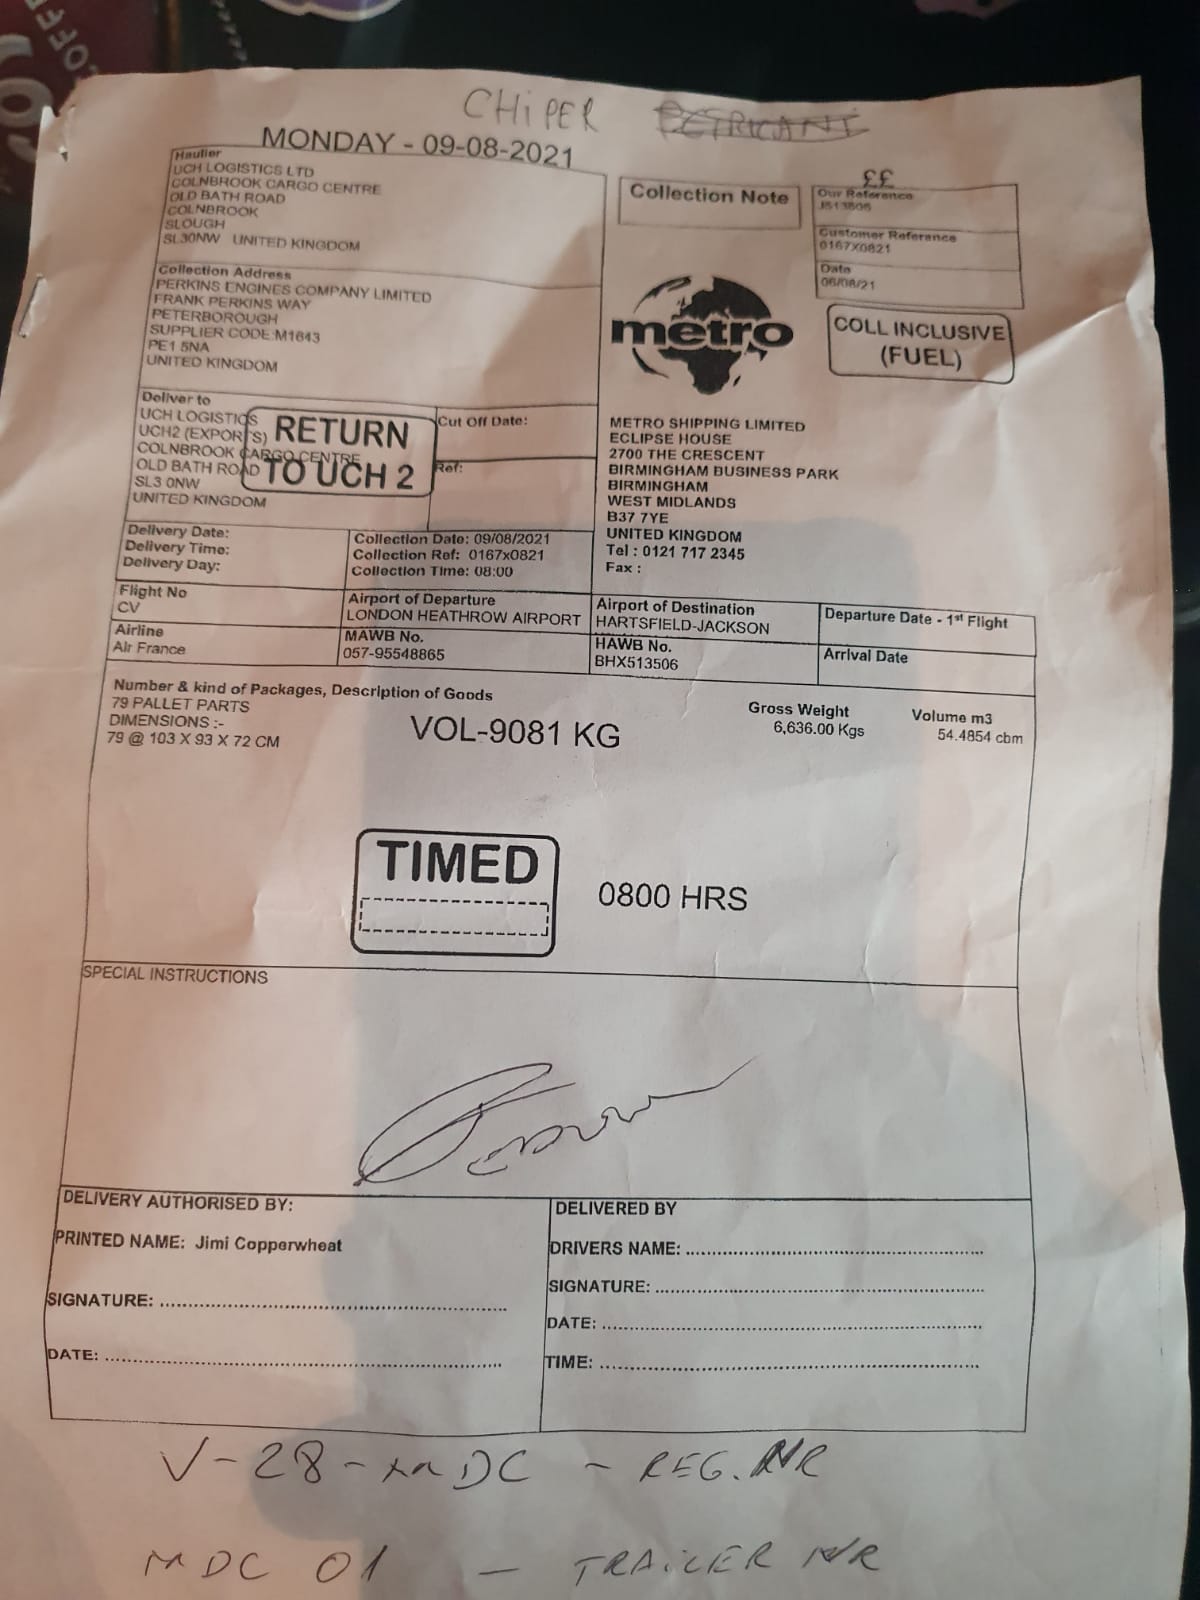 CHIPER
MONDAY - 09-08-2021
Haulier
UCH LOGISTICS LTD
COLNBROOK CARGO CENTRE
OLD BATH ROAD
COLNBROOK
SLOUGH
SL30NW UNITED KINGDOM
Collection Note
££
Our Reference
Customer Reference
0167X0821
Date
06/08/21
Collection Address
PERKINS ENGINES COMPANY LIMITED
FRANK PERKINS WAY
PETERBOROUGH
SUPPLIER CODE:M1643
PE1 5NA
UNITED KINGDOM
metro
COLL INCLUSIVE
(FUEL)
Deliver to
UCH LOGISTICS
UCH2 (EXPORTS)
COLNBROOK CARGO CENTRE
OLD BATH ROAD
SL3 0NW
UNITED KINGDOM
RETURN
TO UCH 2
Cut Off Date:
Ref:
METRO SHIPPING LIMITED
ECLIPSE HOUSE
2700 THE CRESCENT
BIRMINGHAM BUSINESS PARK
BIRMINGHAM
WEST MIDLANDS
B37 7YE
UNITED KINGDOM
Tel : 0121 717 2345
Fax :
Delivery Date:
Delivery Time:
Delivery Day:
Collection Date: 09/08/2021
Collection Ref: 0167x0821
Collection Time: 08:00
Flight No
CV
Airport of Departure
LONDON HEATHROW AIRPORT
Airport of Destination
HARTSFIELD-JACKSON
Departure Date - 1st Flight
Airline
Air France
MAWB No.
057-95548865
HAWB No.
BHX513506
Arrival Date
Number & kind of Packages, Description of Goods
79 PALLET PARTS
DIMENSIONS :-
79 @ 103 X 93 X 72 CM
VOL-9081 KG
Gross Weight
6,636.00 Kgs
Volume m3
54.4854 cbm
TIMED
0800 HRS
SPECIAL INSTRUCTIONS
DELIVERY AUTHORISED BY:
PRINTED NAME: Jimi Copperwheat
SIGNATURE:
DATE:
DELIVERED BY
DRIVERS NAME:
SIGNATURE:
DATE:
TIME:
V-28-MDC - REG. NR
MDC 01 - TRAILER NR